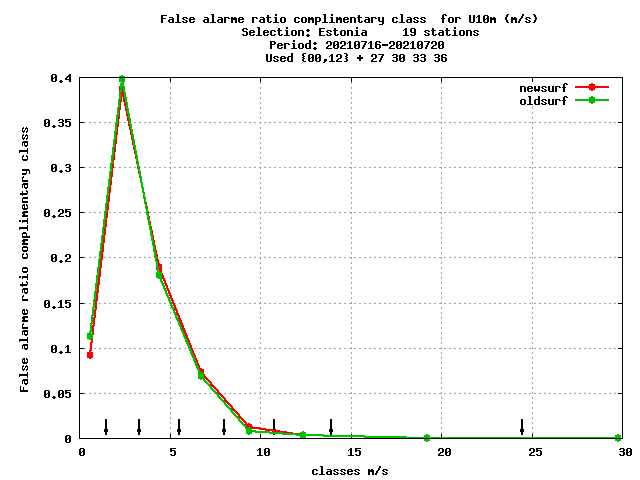 False alarme ratio complimentary class  for U10m (m/s)
Selection: Estonia     19 stations
Period: 20210716-20210720
Used {00,12} + 27 30 33 36
newsurf
oldsurf
False alarme ratio complimentary class
0.4
0.35
0.3
0.25
0.2
0.15
0.1
0.05
0
0 5 10 15 20 25 30
classes m/s